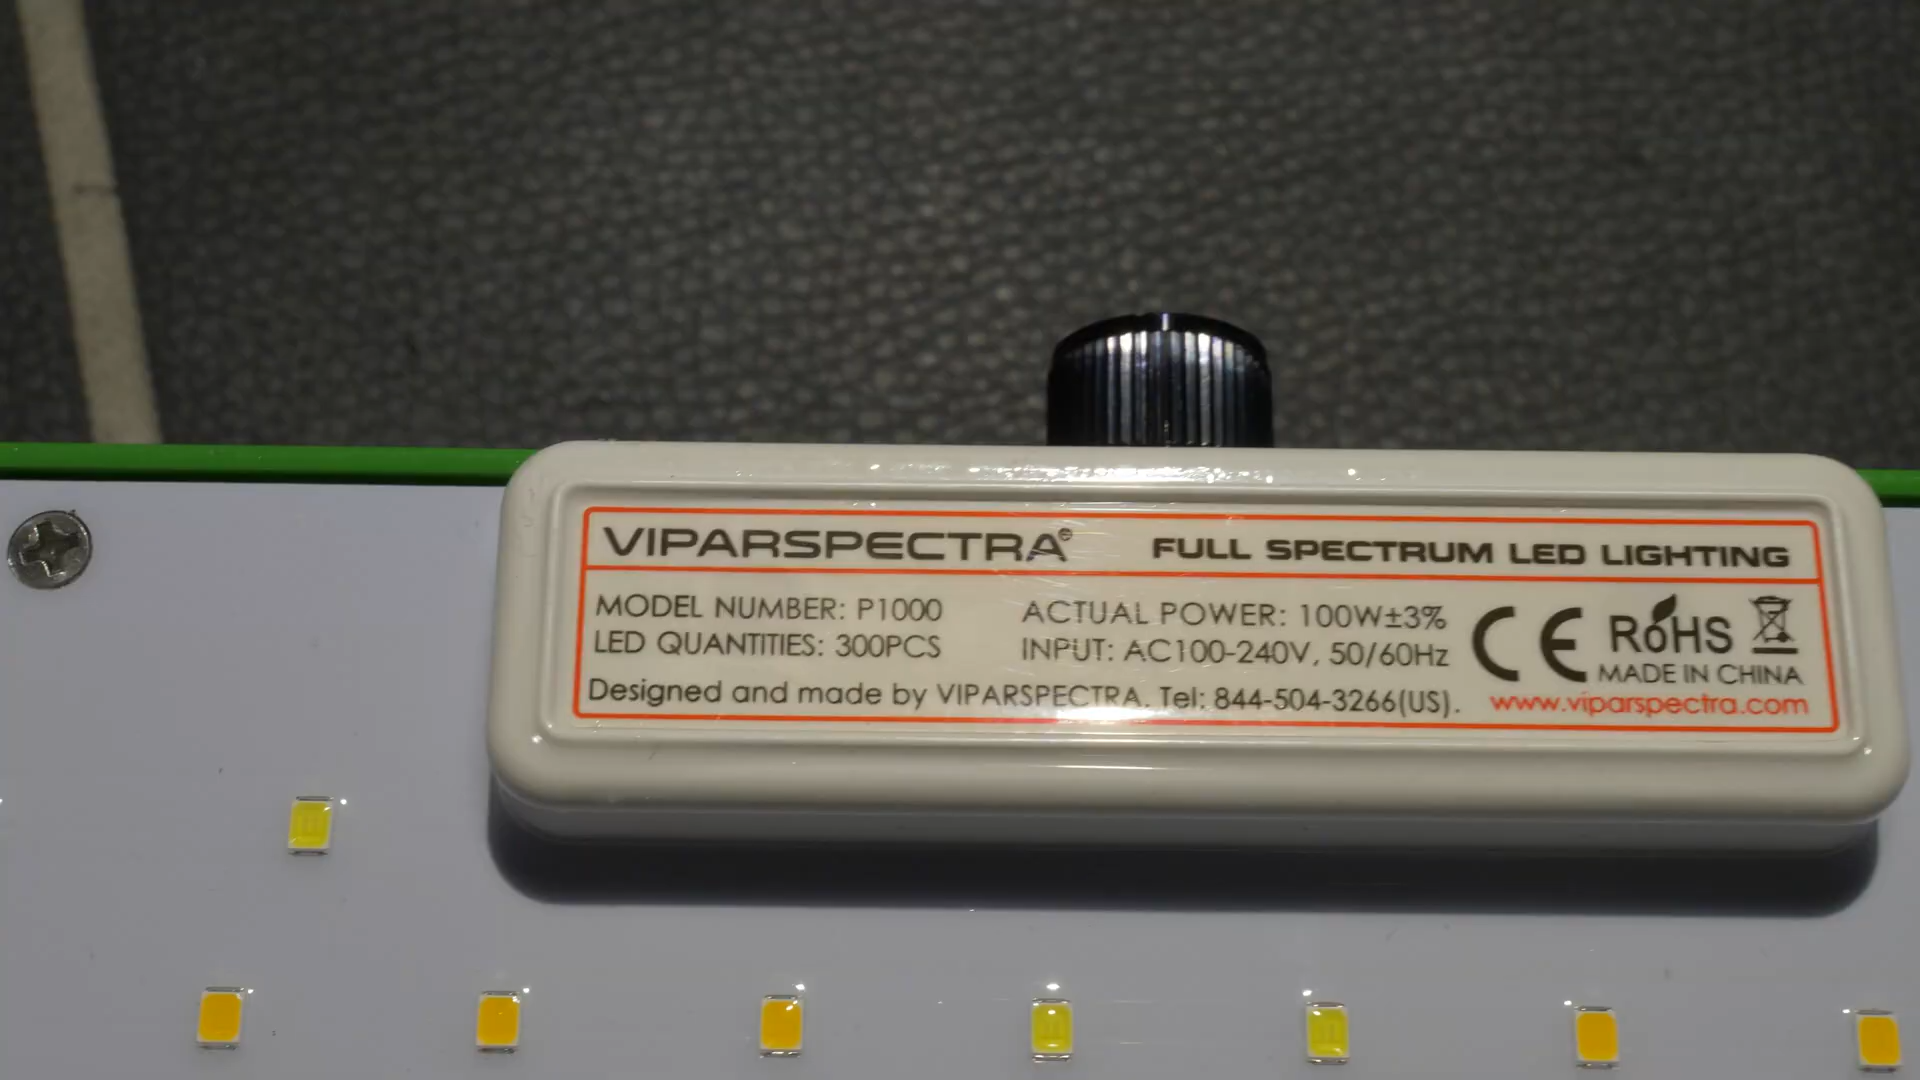 VIPARSPECTRA® FULL SPECTRUM LED LIGHTING
MODEL NUMBER: P1000 ACTUAL POWER: 100W±3%
LED QUANTITIES: 300PCS INPUT: AC100-240V, 50/60Hz
CE RoHS
MADE IN CHINA
Designed and made by VIPARSPECTRA. Tel: 844-504-3266(US). www.viparspectra.com